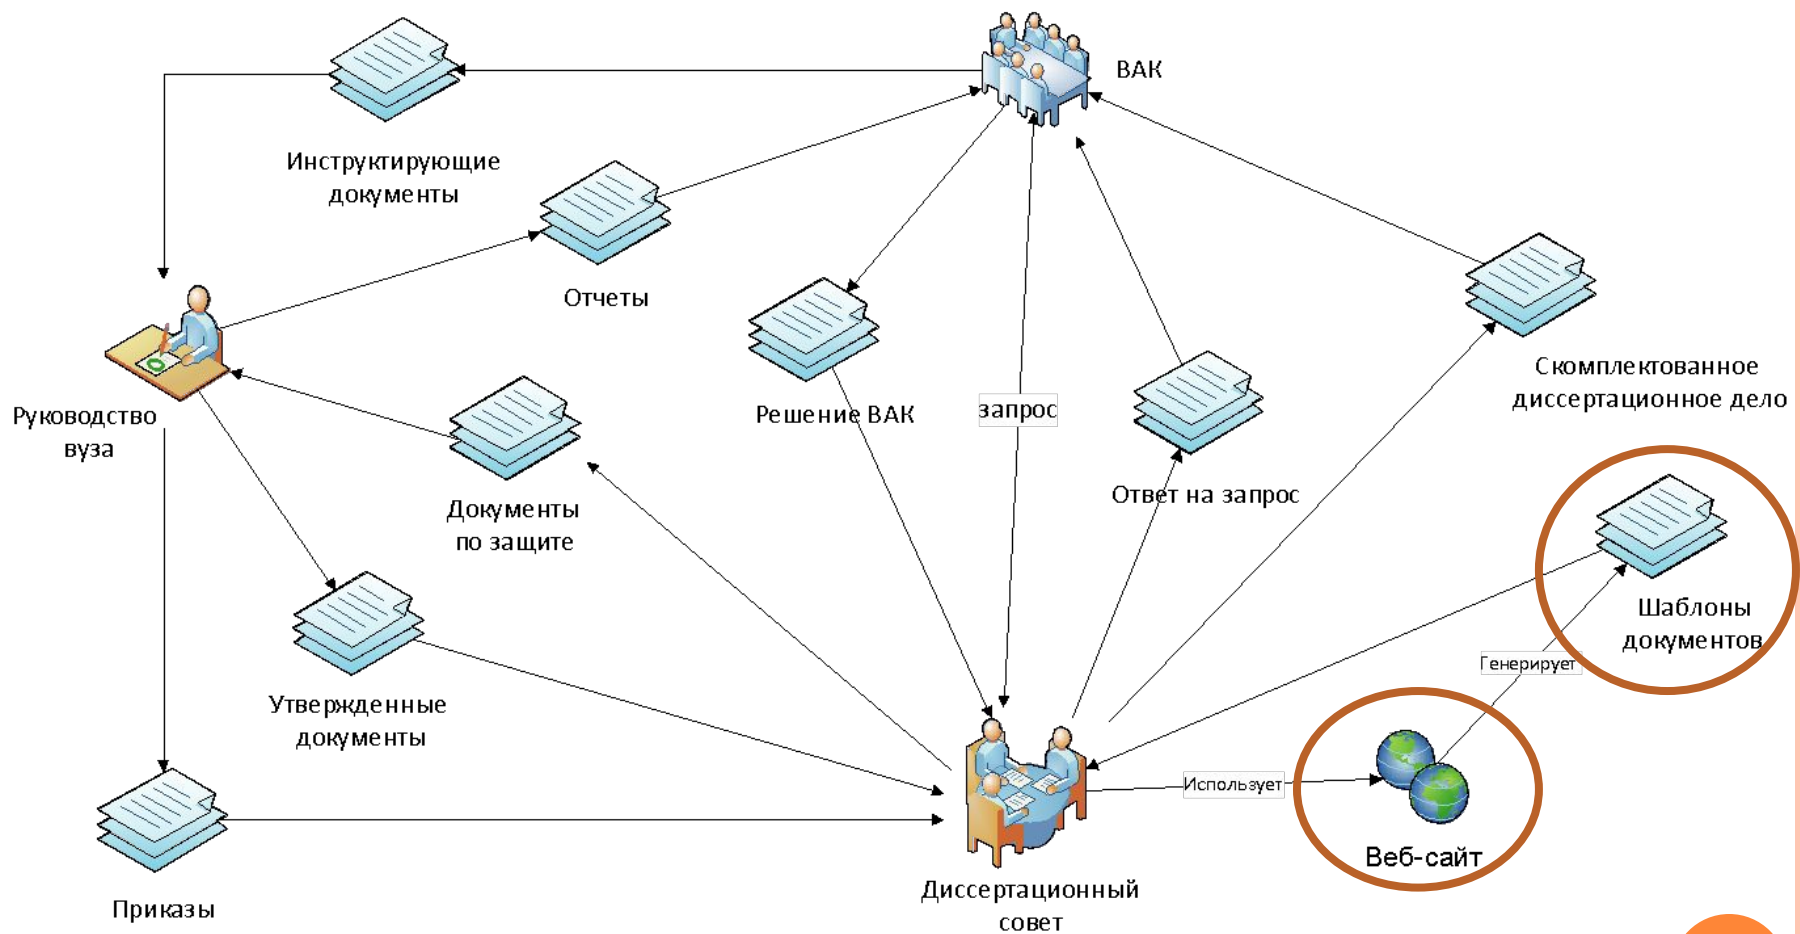 ВАК
Инструктирующие
документы
Отчеты
Скомплектованное
диссертационное дело
Руководство
вуза
Решение ВАК
запрос
Ответ на запрос
Документы
по защите
Шаблоны
документов
Генерирует
Утвержденные
документы
Использует
Веб-сайт
Приказы
Диссертационный
совет